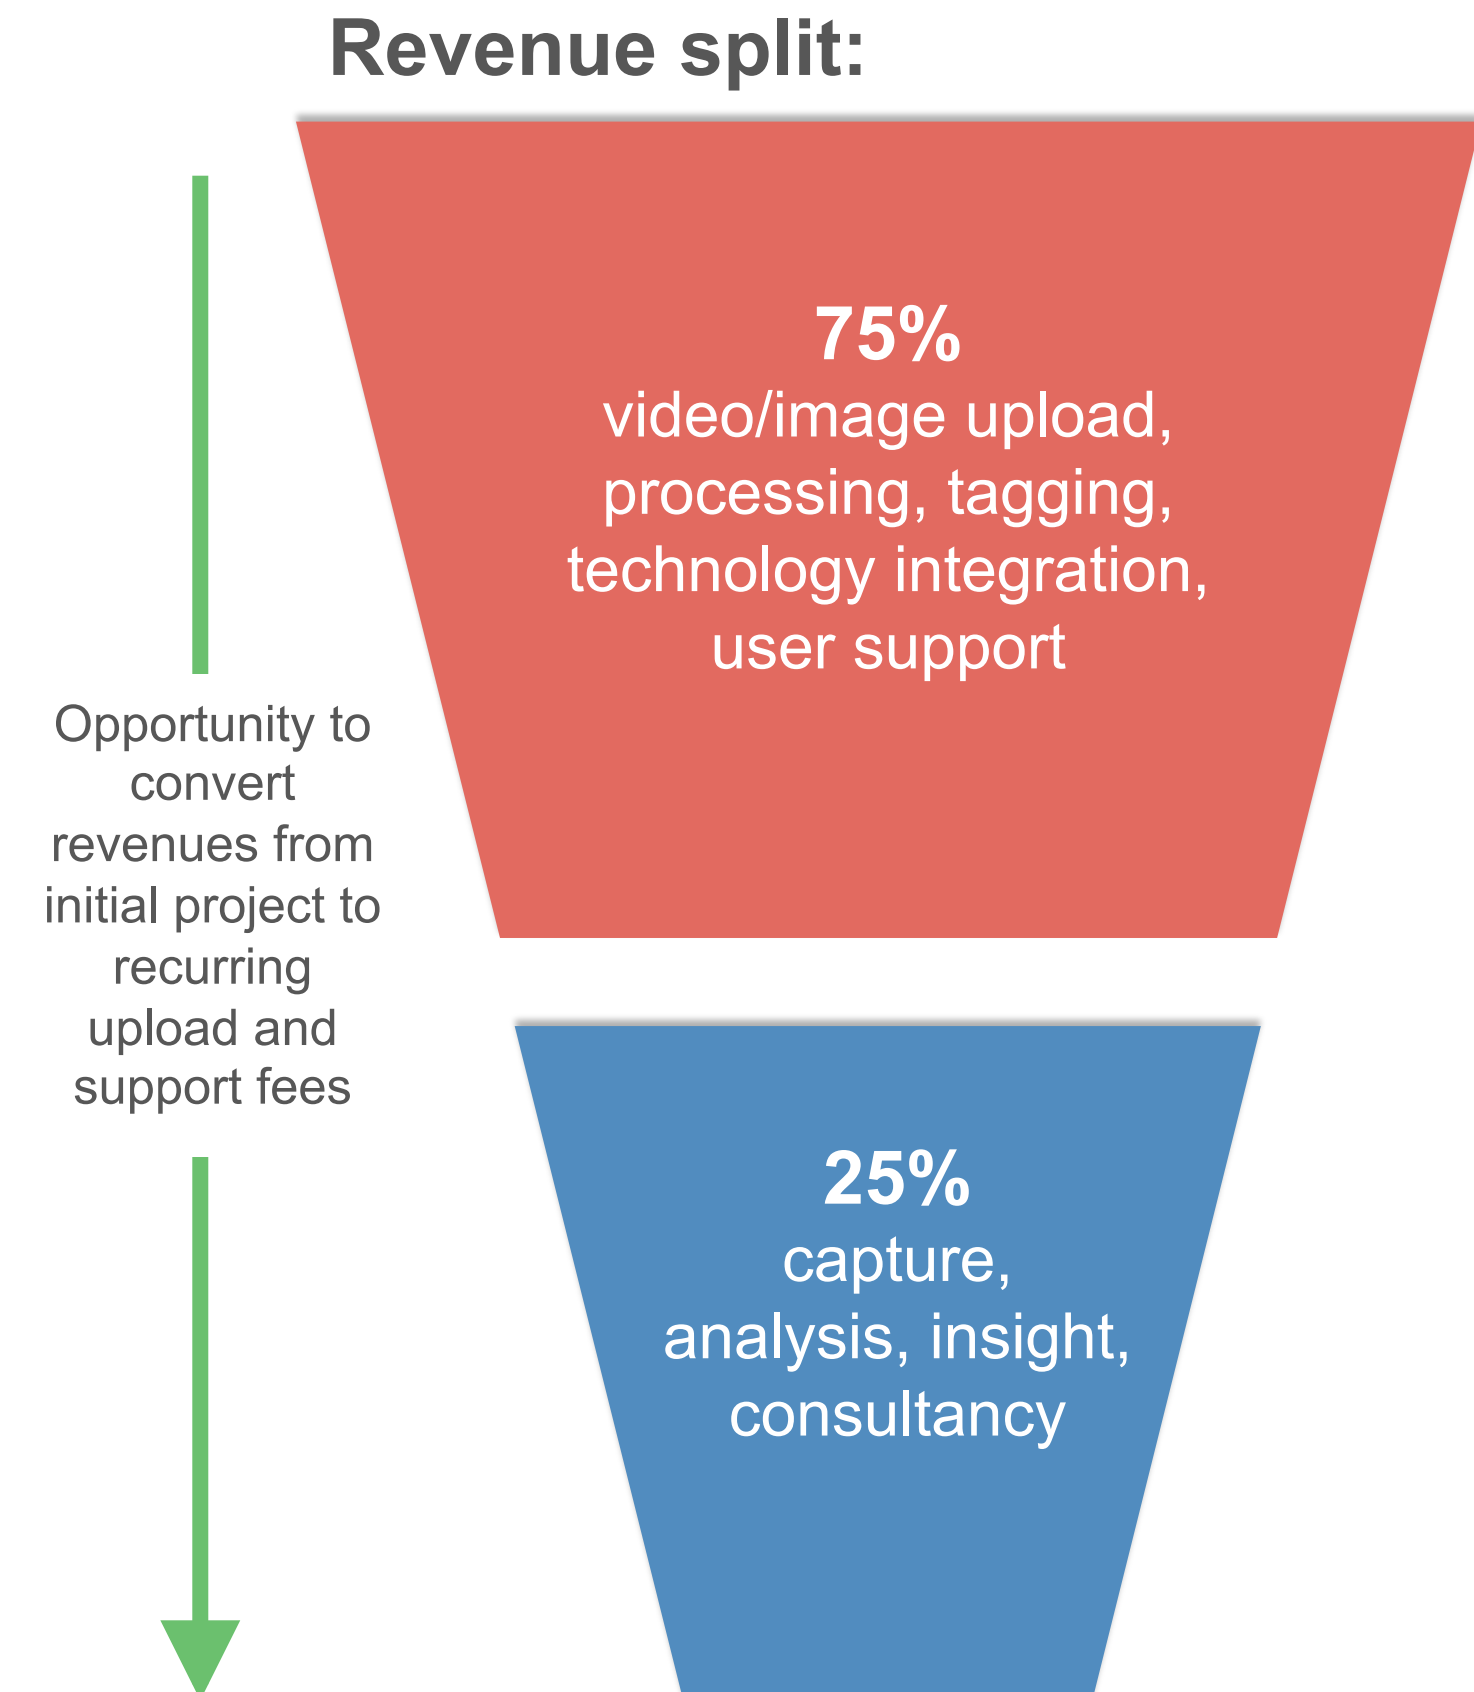 Revenue split:
75%
video/image upload,
processing, tagging,
technology integration,
user support
Opportunity to
convert
revenues from
initial project to
recurring
upload and
support fees
25%
capture,
analysis, insight,
consultancy